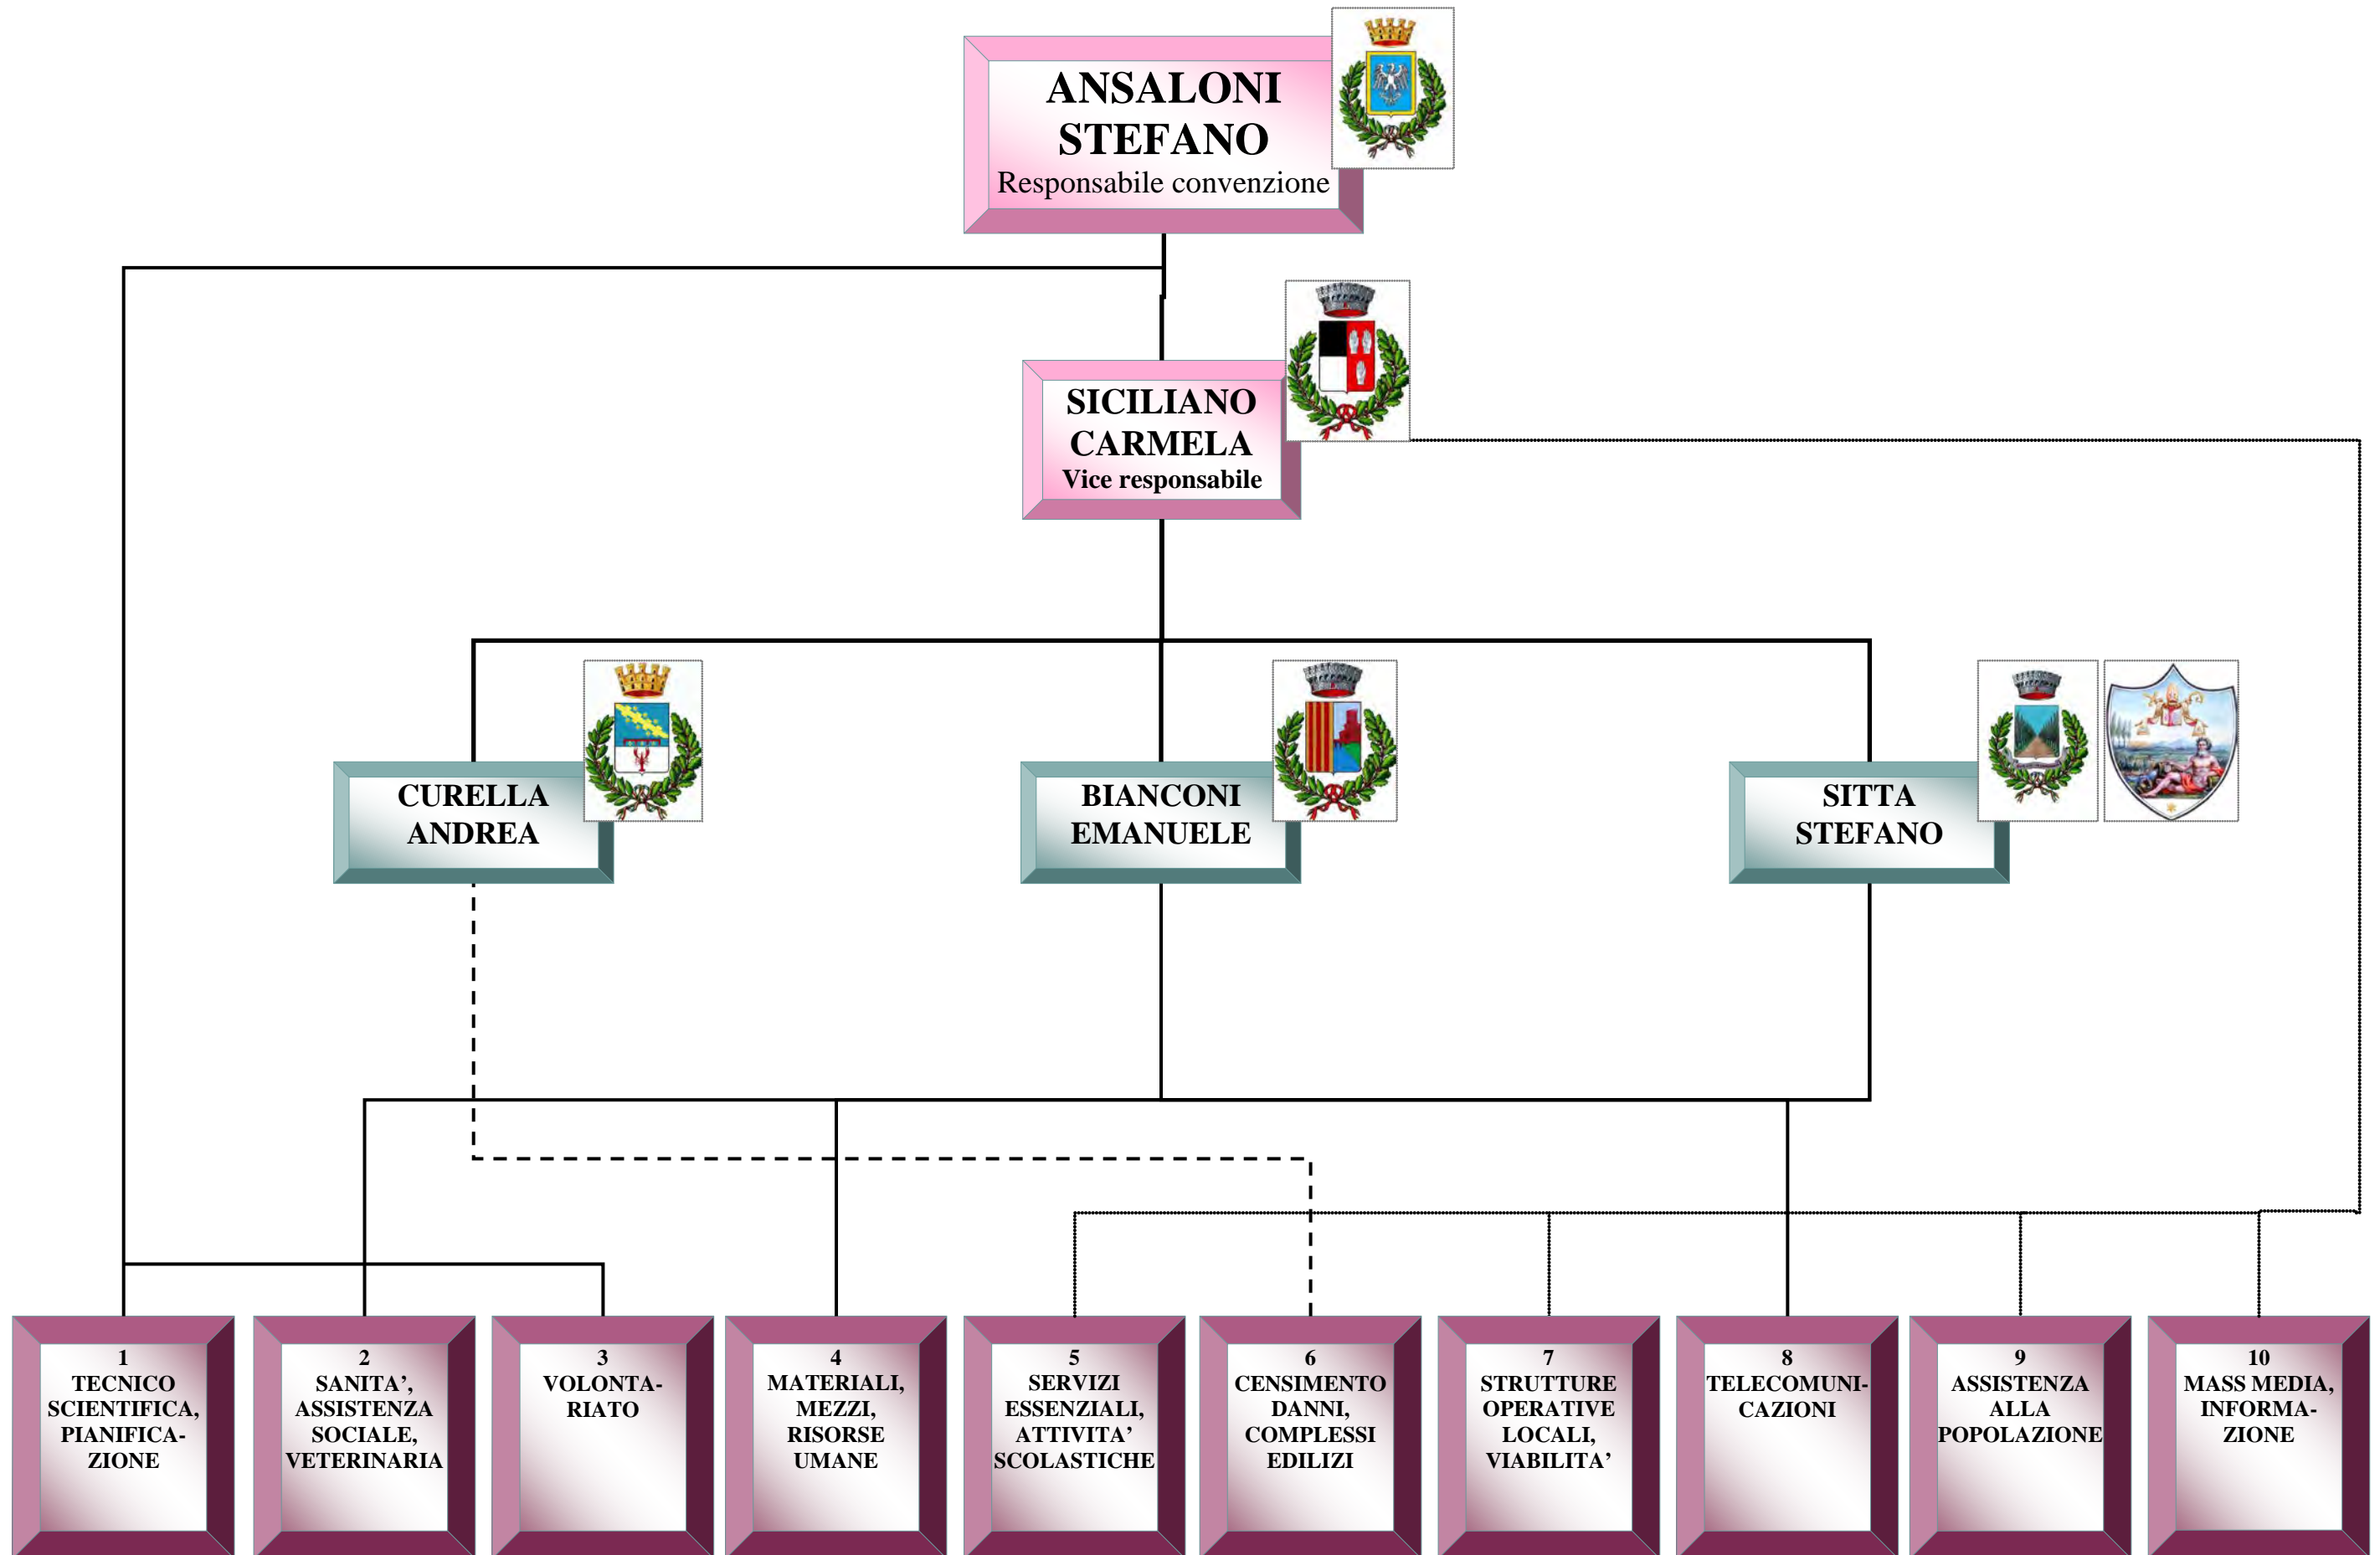 ANSALONI
STEFANO
Responsabile convenzione
SICILIANO
CARMELA
Vice responsabile
CURELLA
ANDREA
BIANCONI
EMANUELE
SITTA
STEFANO
1
TECNICO
SCIENTIFICA,
PIANIFICA-
ZIONE
2
SANITA’,
ASSISTENZA
SOCIALE,
VETERINARIA
3
VOLONTA-
RIATO
4
MATERIALI,
MEZZI,
RISORSE
UMANE
5
SERVIZI
ESSENZIALI,
ATTIVITA’
SCOLASTICHE
6
CENSIMENTO
DANNI,
COMPLESSI
EDILIZI
7
STRUTTURE
OPERATIVE
LOCALI,
VIABILITA’
8
TELECOMUNI-
CAZIONI
9
ASSISTENZA
ALLA
POPOLAZIONE
10
MASS MEDIA,
INFORMA-
ZIONE